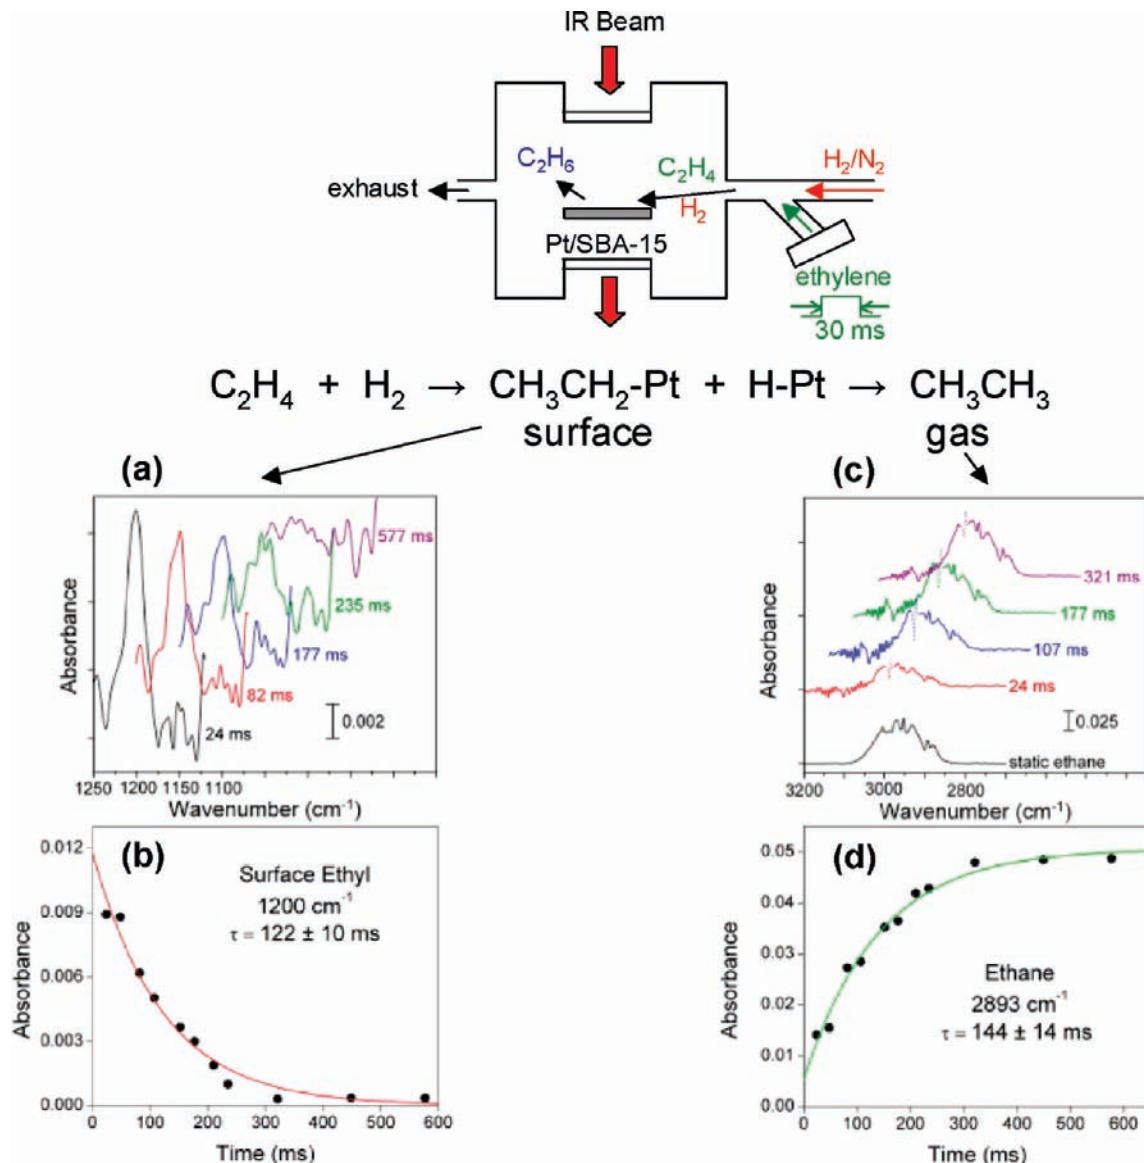 IR Beam
C₂H₆
C₂H₄
H₂/N₂
exhaust
H₂
Pt/SBA-15
ethylene
30 ms
C₂H₄ + H₂ → CH₃CH₂-Pt + H-Pt → CH₃CH₃
surface
gas
(a)
577 ms
235 ms
177 ms
82 ms
24 ms
0.002
Absorbance
1250 1200 1150 1100
Wavenumber (cm⁻¹)
(c)
321 ms
177 ms
107 ms
24 ms
0.025
static ethane
Absorbance
3200 3000 2800
Wavenumber (cm⁻¹)
(b)
Surface Ethyl
1200 cm⁻¹
τ = 122 ± 10 ms
0.012
0.009
0.006
0.003
0.000
Absorbance
0 100 200 300 400 500 600
Time (ms)
(d)
Ethane
2893 cm⁻¹
τ = 144 ± 14 ms
0.05
0.04
0.03
0.02
0.01
0.00
Absorbance
0 100 200 300 400 500 600
Time (ms)